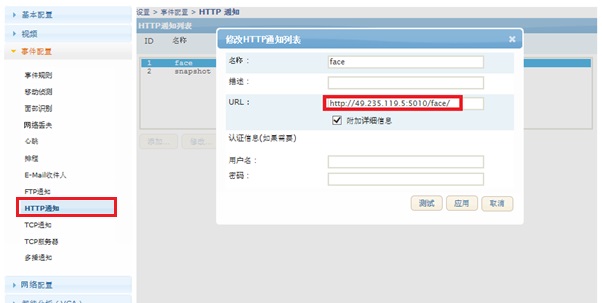 基本配置
视频
事件配置
事件规则
移动侦测
面部识别
网络丢失
心跳
排程
E-Mail收件人
FTP通知
HTTP通知
TCP通知
TCP服务器
多播通知
网络配置
设置 > 事件配置 > HTTP 通知
HTTP通知列表
ID 名称
1 face
2 snapshot
添加... 修改...
修改HTTP通知列表
名称： face
描述：
URL： http://49.235.119.5:5010/face/
附加详细信息
认证信息(如果需要)
用户名：
密码：
测试 应用 取消